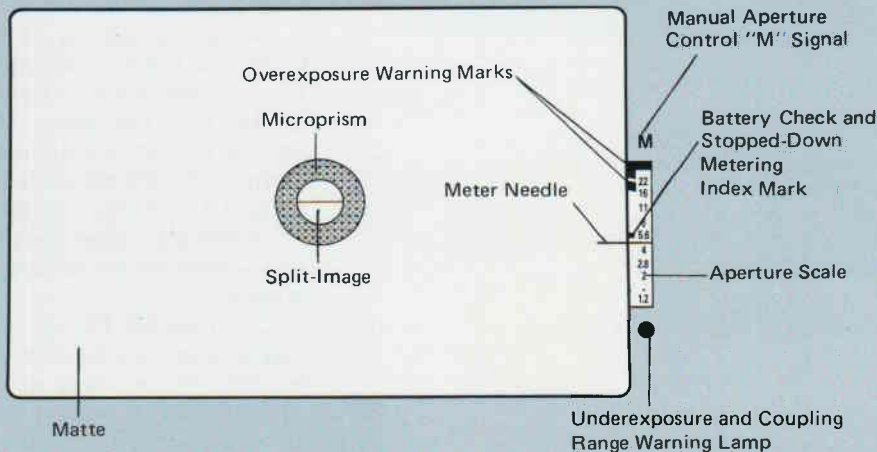 Manual Aperture
Control "M" Signal
Overexposure Warning Marks
Microprism
M
Battery Check and
Stopped-Down
Metering
Index Mark
22
16
11
Meter Needle
5.6
4
2.8
Split-Image
2
Aperture Scale
1.2
Matte
Underexposure and Coupling
Range Warning Lamp